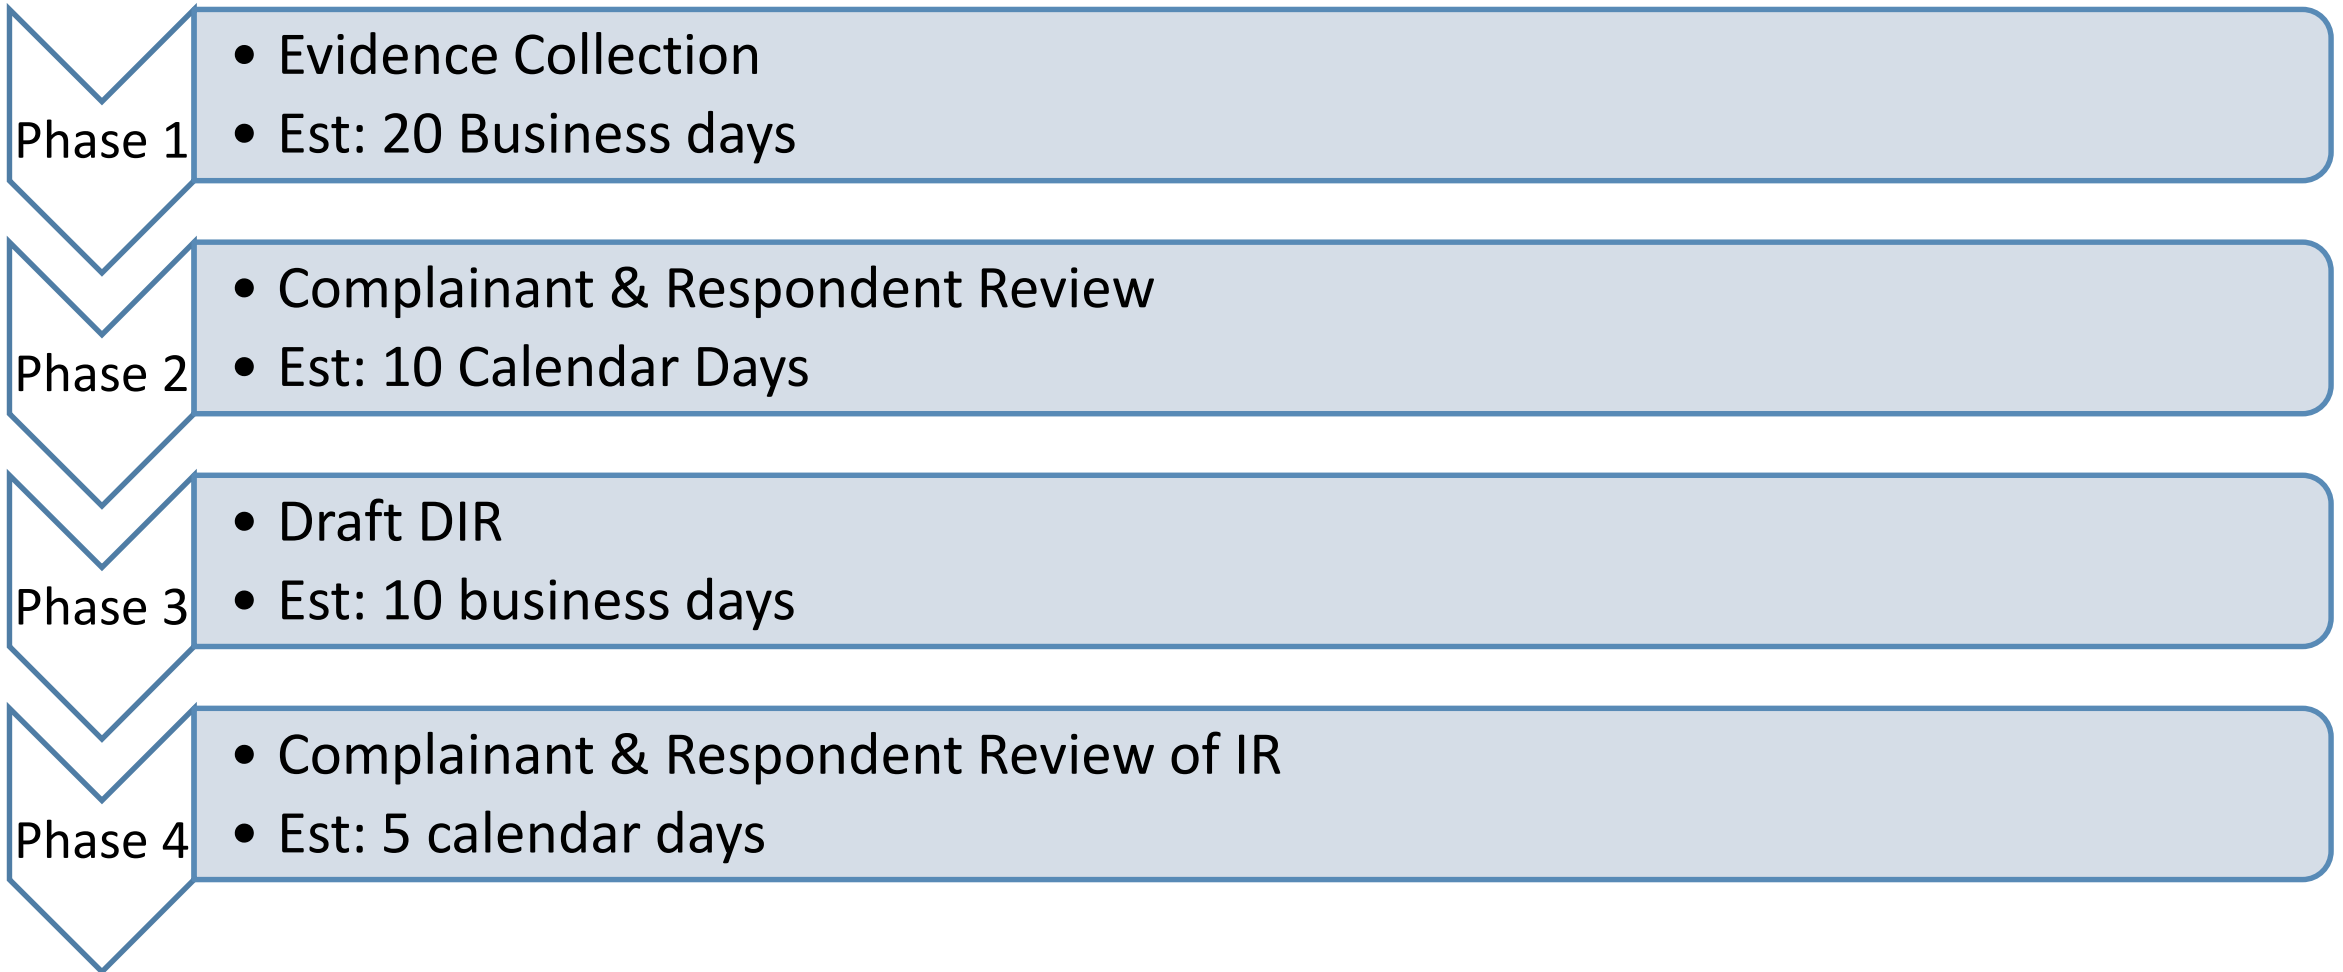 Phase 1
• Evidence Collection
• Est: 20 Business days
Phase 2
• Complainant & Respondent Review
• Est: 10 Calendar Days
Phase 3
• Draft DIR
• Est: 10 business days
Phase 4
• Complainant & Respondent Review of IR
• Est: 5 calendar days